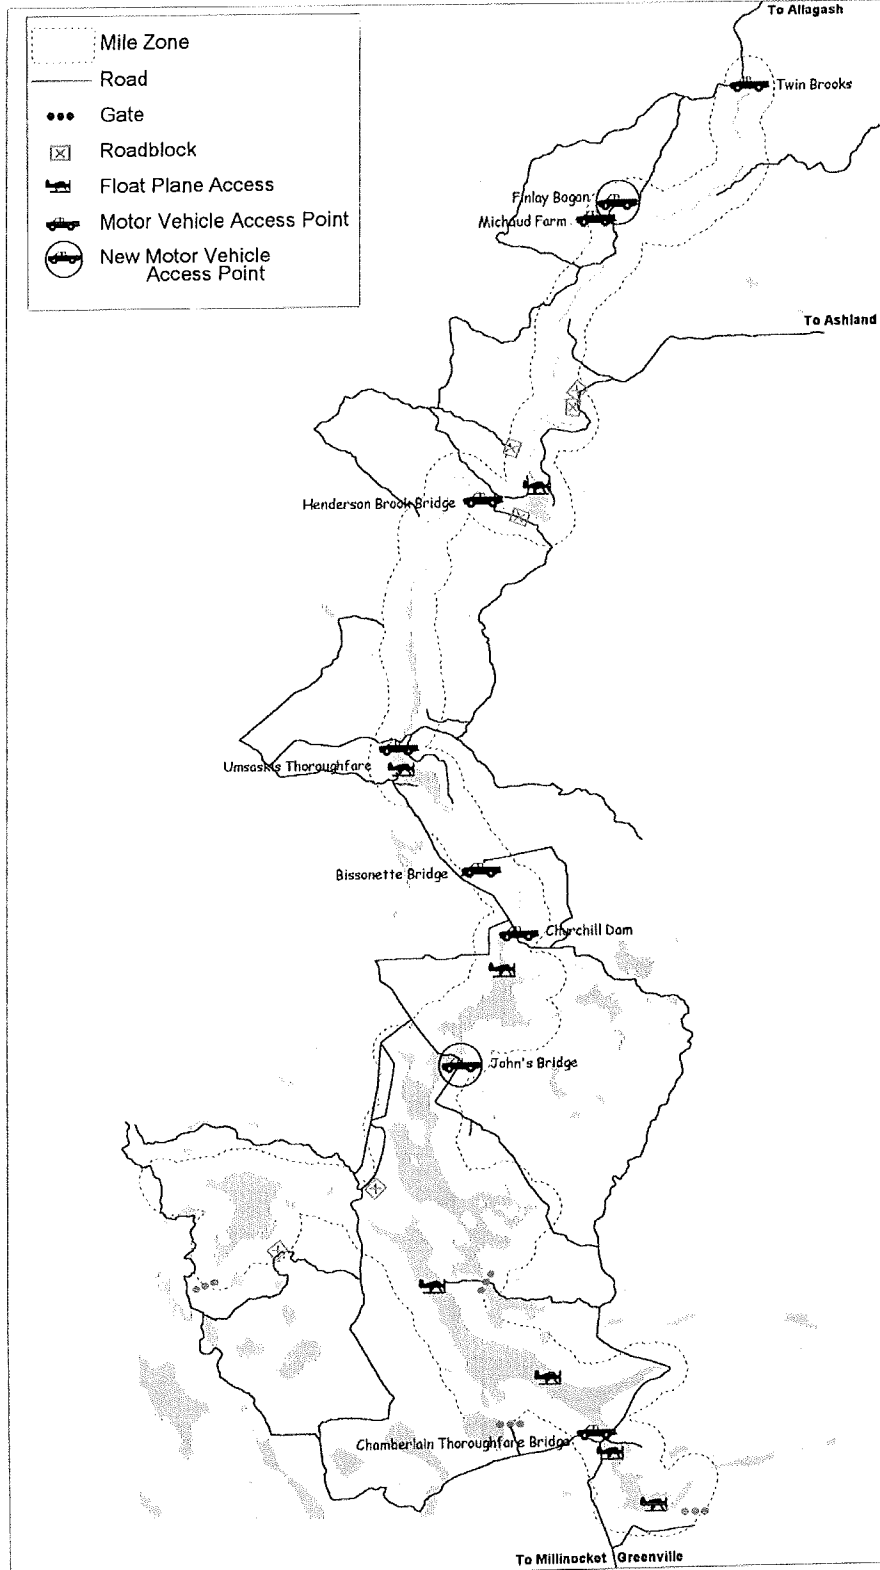 To Allagash
Mile Zone
Road
Gate
Roadblock
Float Plane Access
Motor Vehicle Access Point
New Motor Vehicle
Access Point
Twin Brooks
Finlay Bogan
Michaud Farm
To Ashland
Henderson Brook Bridge
Umsaskis Thoroughfare
Bissonette Bridge
Churchill Dam
John's Bridge
Chamberlain Thoroughfare Bridge
To Millinocket Greenville